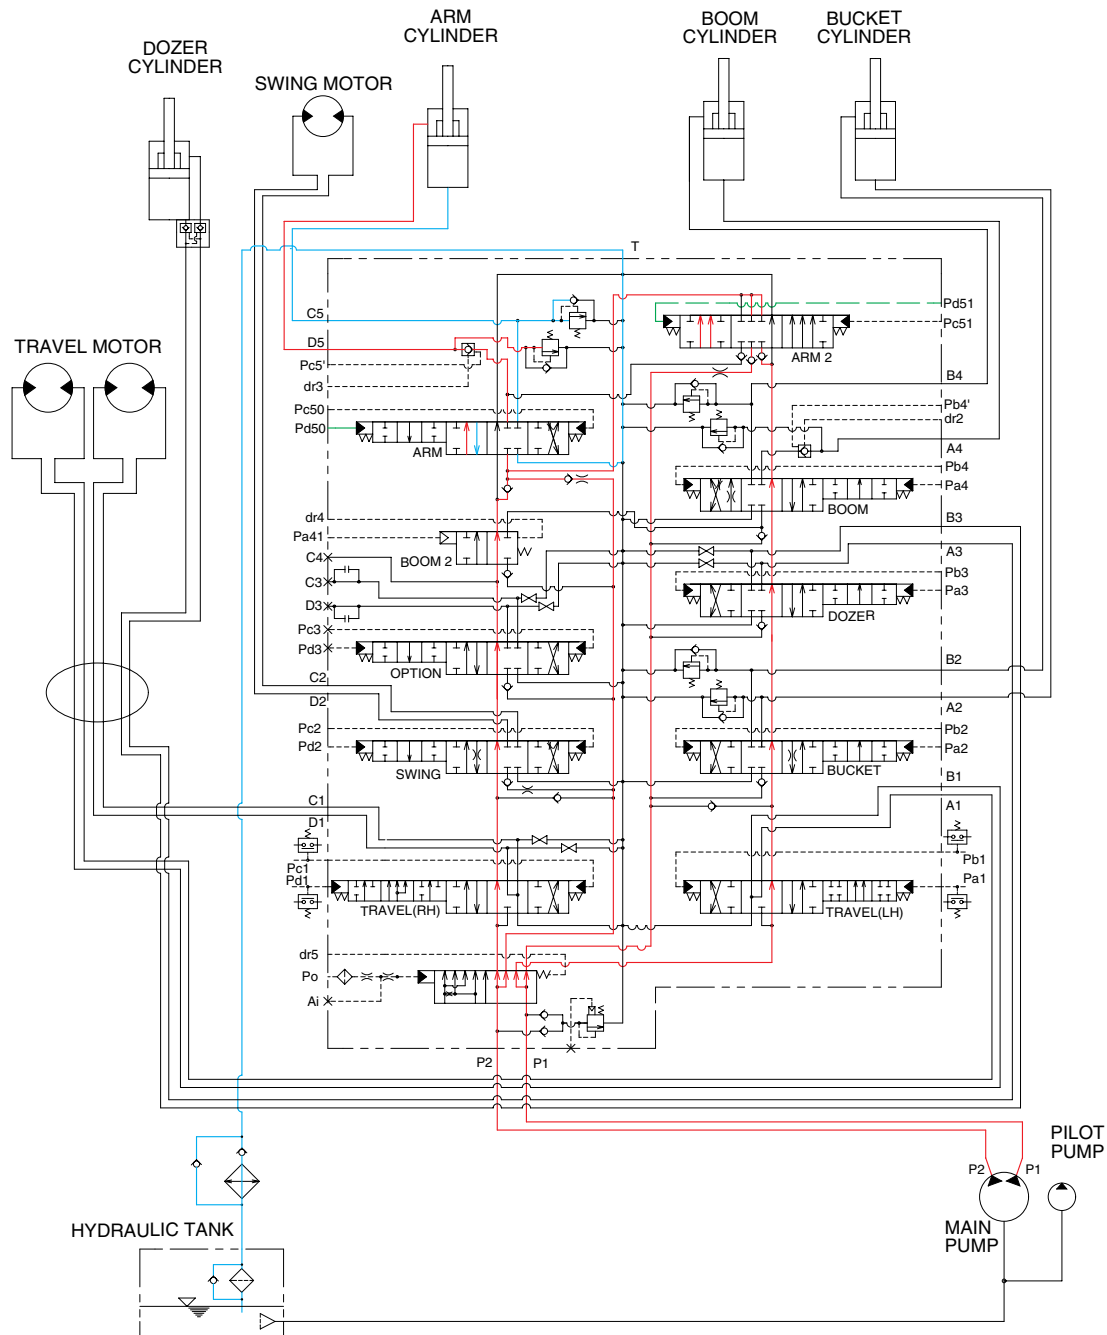 ARM
CYLINDER
BOOM
CYLINDER
BUCKET
CYLINDER
DOZER
CYLINDER
SWING MOTOR
TRAVEL MOTOR
T
C5
D5
Pc5'
dr3
Pc50
Pd50
ARM
Pd51
Pc51
ARM 2
B4
Pb4'
dr2
A4
Pb4
Pa4
BOOM
dr4
Pa41
BOOM 2
C4
C3
D3
Pc3
Pd3
OPTION
B3
A3
Pb3
Pa3
DOZER
C2
D2
Pc2
Pd2
SWING
B2
A2
Pb2
Pa2
BUCKET
C1
D1
Pc1
Pd1
TRAVEL(RH)
B1
A1
Pb1
Pa1
TRAVEL(LH)
dr5
Po
Ai
P2
P1
P2
P1
PILOT
PUMP
MAIN
PUMP
HYDRAULIC TANK